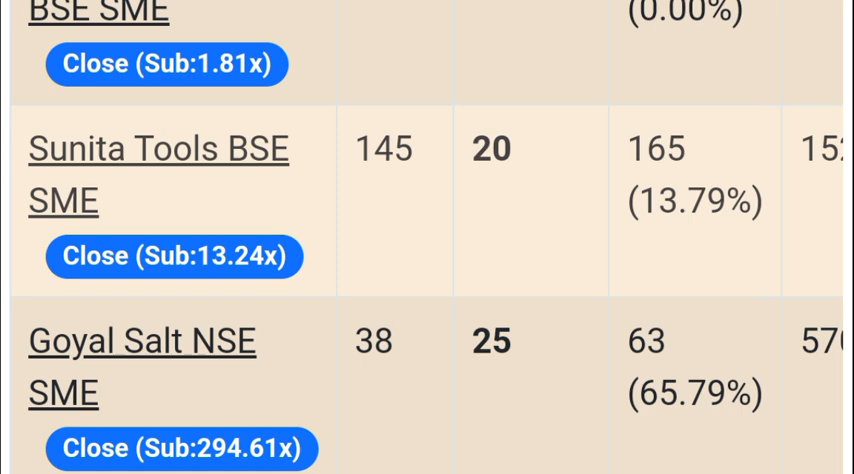 BSE SME
(0.00%)
Close (Sub:1.81x)
Sunita Tools BSE
SME
145
20
165
(13.79%)
Close (Sub:13.24x)
Goyal Salt NSE
SME
38
25
63
(65.79%)
Close (Sub:294.61x)